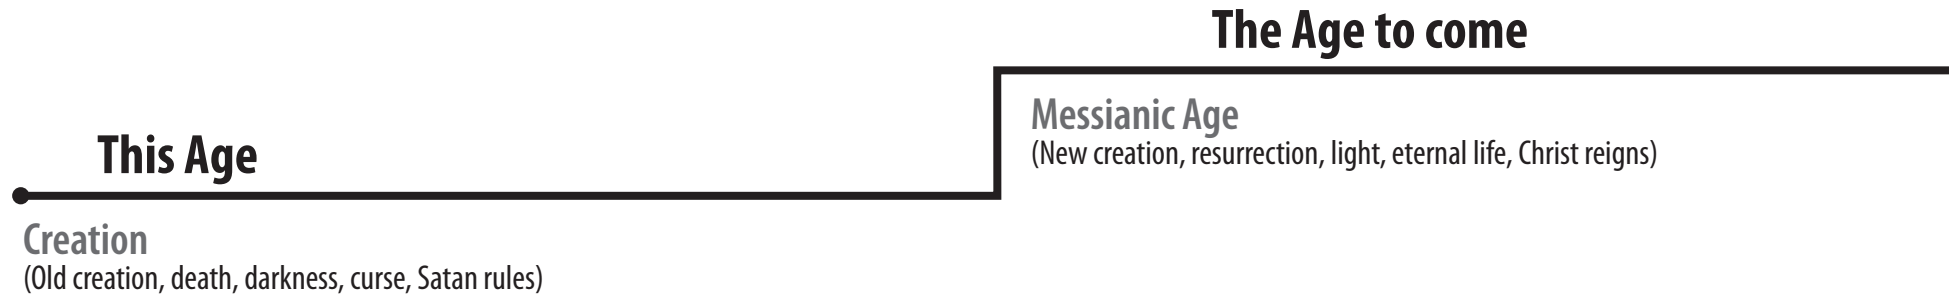 The Age to come
Messianic Age
(New creation, resurrection, light, eternal life, Christ reigns)
This Age
Creation
(Old creation, death, darkness, curse, Satan rules)